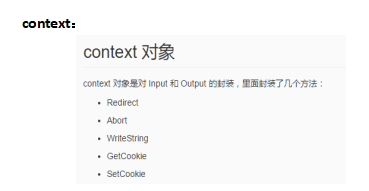 context：
context 对象
context 对象是对 Input 和 Output 的封装，里面封装了几个方法：
• Redirect
• Abort
• WriteString
• GetCookie
• SetCookie